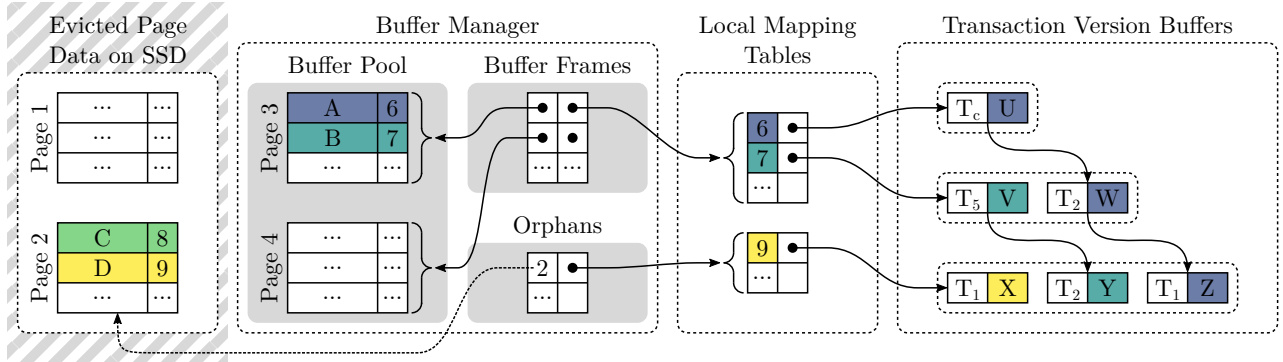 Evicted Page
Data on SSD
Buffer Manager
Local Mapping
Tables
Transaction Version Buffers
Buffer Pool
Buffer Frames
Page 1
... ...
... ...
... ...
Page 2
C 8
D 9
... ...
Page 3
A 6
B 7
... ...
Page 4
... ...
... ...
... ...
... ...
Orphans
2
6
7
...
9
...
Tc U
T5 V T2 W
T1 X T2 Y T1 Z